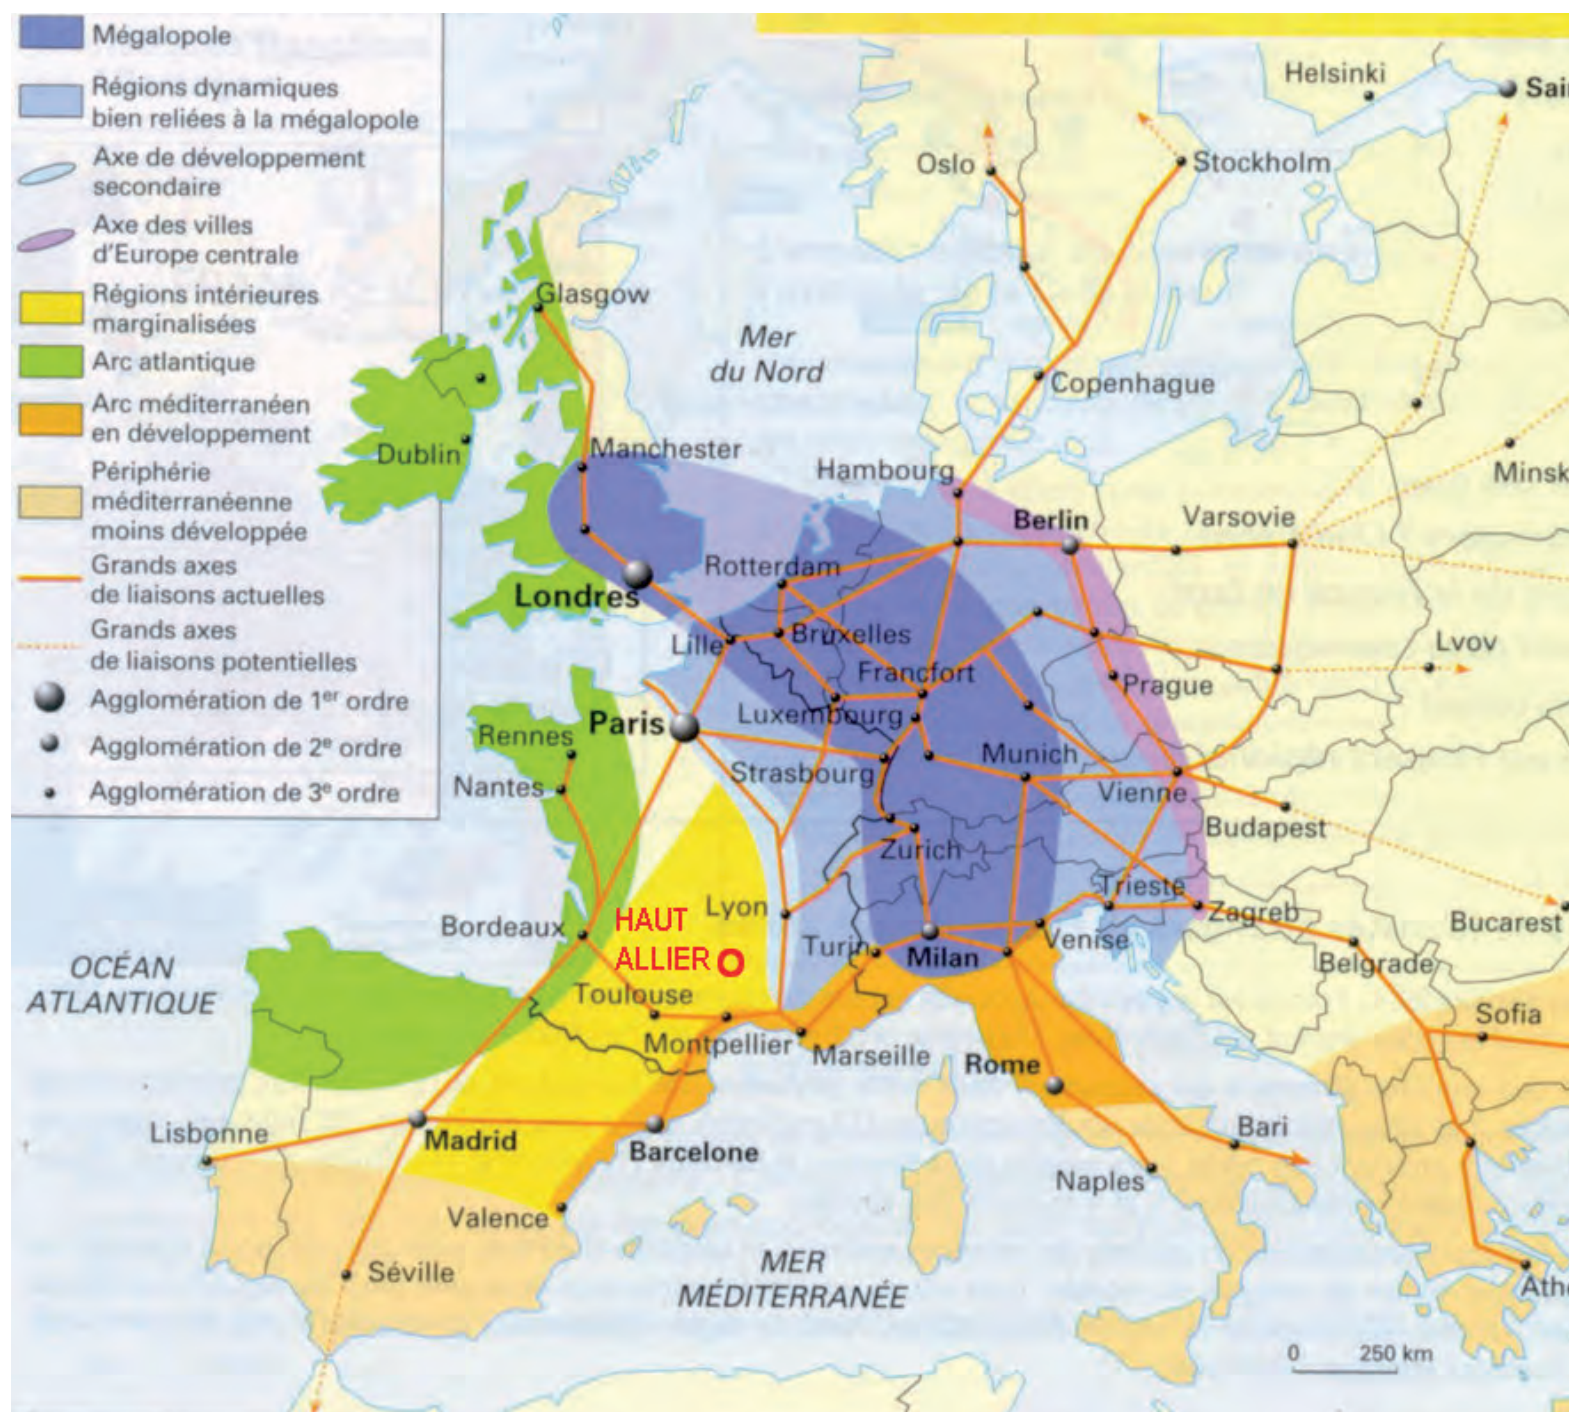 Mégalopole
Régions dynamiques
bien reliées à la mégalopole
Axe de développement
secondaire
Axe des villes
d'Europe centrale
Régions intérieures
marginalisées
Arc atlantique
Arc méditerranéen
en développement
Périphérie
méditerranéenne
moins développée
Grands axes
de liaisons actuelles
Grands axes
de liaisons potentielles
Agglomération de 1er ordre
Agglomération de 2e ordre
Agglomération de 3e ordre
Helsinki
Sain
Oslo
Stockholm
Glasgow
Mer
du Nord
Copenhague
Dublin
Manchester
Hambourg
Minsk
Berlin
Varsovie
Rotterdam
Londres
Lille
Bruxelles
Lvov
Francfort
Prague
Rennes
Paris
Luxembourg
Strasbourg
Munich
Nantes
Vienne
Budapest
Zurich
Trieste
Lyon
Zagreb
Bucarest
Bordeaux
HAUT
ALLIER
Turin
Milan
Venise
Belgrade
OCÉAN
ATLANTIQUE
Toulouse
Sofia
Montpellier
Marseille
Rome
Lisbonne
Madrid
Barcelone
Bari
Naples
Valence
Séville
MER
MÉDITERRANÉE
Athè
0 250 km